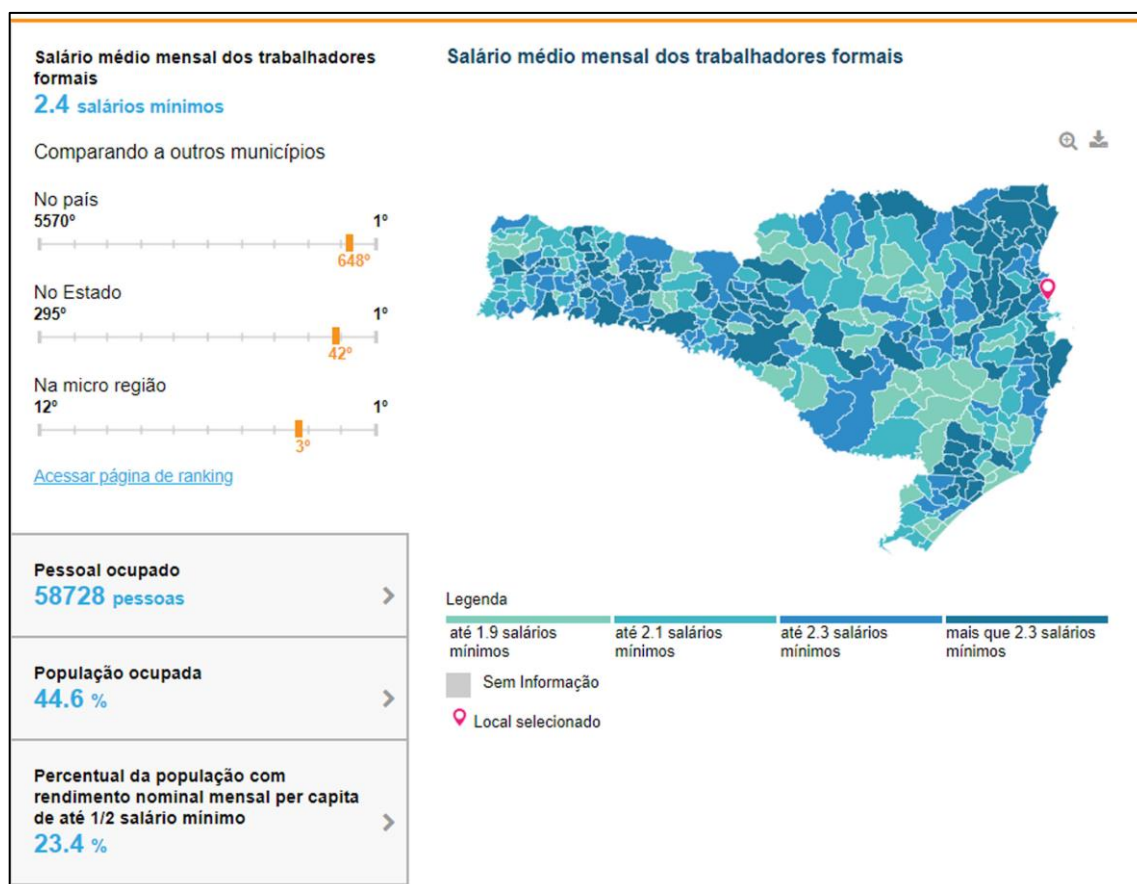 Salário médio mensal dos trabalhadores
formais
2.4 salários mínimos
Comparando a outros municípios
No país
5570º 1º
648º
No Estado
295º 1º
42º
Na micro região
12º 1º
3º
Acessar página de ranking
Pessoal ocupado
58728 pessoas
População ocupada
44.6 %
Percentual da população com
rendimento nominal mensal per capita
de até 1/2 salário mínimo
23.4 %
Salário médio mensal dos trabalhadores formais
Legenda
até 1.9 salários
mínimos
até 2.1 salários
mínimos
até 2.3 salários
mínimos
mais que 2.3 salários
mínimos
Sem Informação
Local selecionado